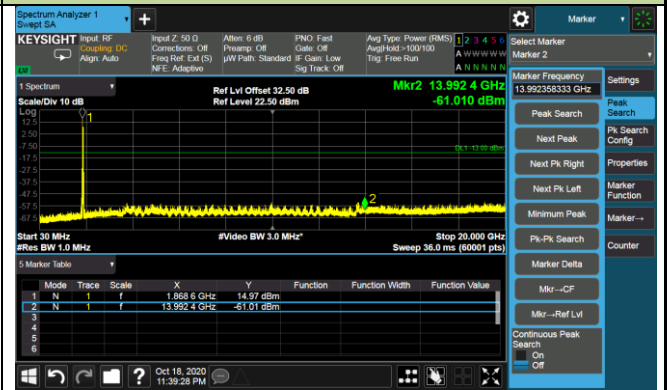 Spectrum Analyzer 1
Swept SA
+
Marker
KEYSIGHT Input: RF Input Z: 50 Ω Atten: 6 dB PNO: Fast Avg Type: Power (RMS) 1 2 3 4 5 6
Coupling: DC Corrections: Off Preamp: Off Gate: Off Avg|Hold:>100/100 A W W W W W
Align: Auto Freq Ref: Ext (S) µW Path: Standard IF Gain: Low Trig: Free Run
NFE: Adaptive Sig Track: Off A N N N N N
Select Marker
Marker 2
1 Spectrum
Scale/Div 10 dB
Ref Lvl Offset 32.50 dB
Ref Level 22.50 dBm
Mkr2 13.992 4 GHz
-61.010 dBm
Log
12.5
2.50
-7.50
-17.5
-27.5
-37.5
-47.5
-57.5
-67.5
1
DL1 -13.00 dBm
2
Start 30 MHz #Video BW 3.0 MHz* Stop 20.000 GHz
#Res BW 1.0 MHz Sweep 36.0 ms (60001 pts)
5 Marker Table
Mode Trace Scale X Y Function Function Width Function Value
1 N 1 f 1.868 6 GHz 14.97 dBm
2 N 1 f 13.992 4 GHz -61.01 dBm
3
4
5
6
Marker Frequency
13.992358333 GHz
Peak Search
Next Peak
Next Pk Right
Next Pk Left
Minimum Peak
Pk-Pk Search
Marker Delta
Mkr→CF
Mkr→Ref Lvl
Continuous Peak
Search
On
Off
Settings
Peak
Search
Pk Search
Config
Properties
Marker
Function
Marker→
Counter
?
Oct 18, 2020
11:39:28 PM